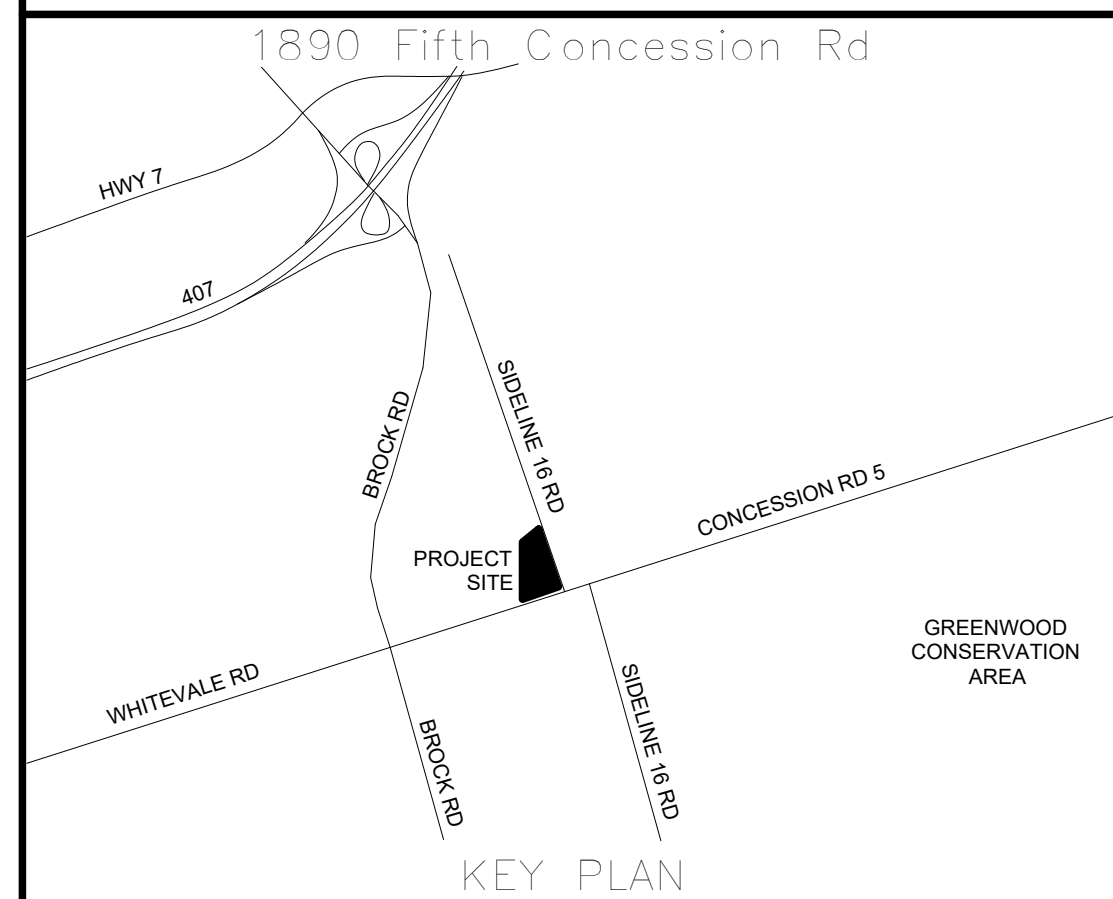 1890 Fifth Concession Rd
HWY 7
407
SIDELINE 16 RD
BROCK RD
CONCESSION RD 5
PROJECT
SITE
GREENWOOD
CONSERVATION
AREA
WHITEVALE RD
SIDELINE 16 RD
BROCK RD
KEY PLAN